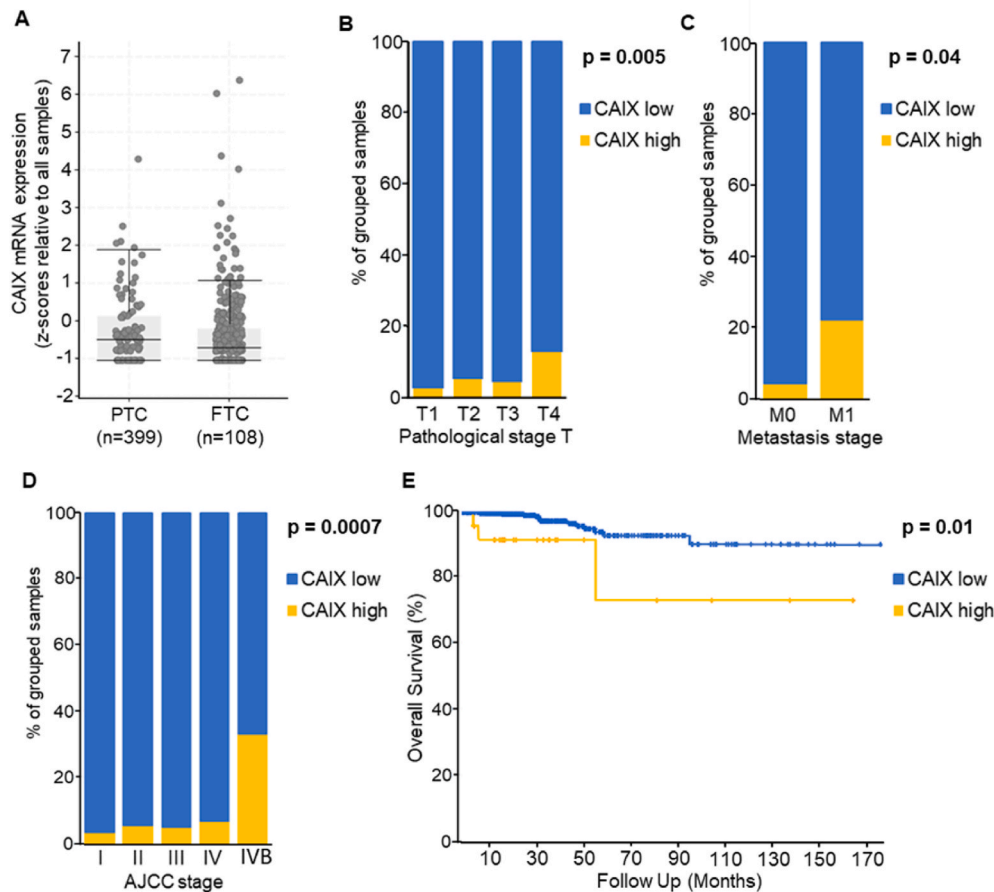 A
CAIX mRNA expression
(z-scores relative to all samples)
7
6
5
4
3
2
1
0
-1
-2
PTC
(n=399)
FTC
(n=108)
B
% of grouped samples
100
80
60
40
20
0
T1 T2 T3 T4
Pathological stage T
p = 0.005
CAIX low
CAIX high
C
% of grouped samples
100
80
60
40
20
0
M0 M1
Metastasis stage
p = 0.04
CAIX low
CAIX high
D
% of grouped samples
100
80
60
40
20
0
I II III IV IVB
AJCC stage
p = 0.0007
CAIX low
CAIX high
E
Overall Survival (%)
100
80
60
40
20
0
10 30 50 70 90 110 130 150 170
Follow Up (Months)
p = 0.01
CAIX low
CAIX high